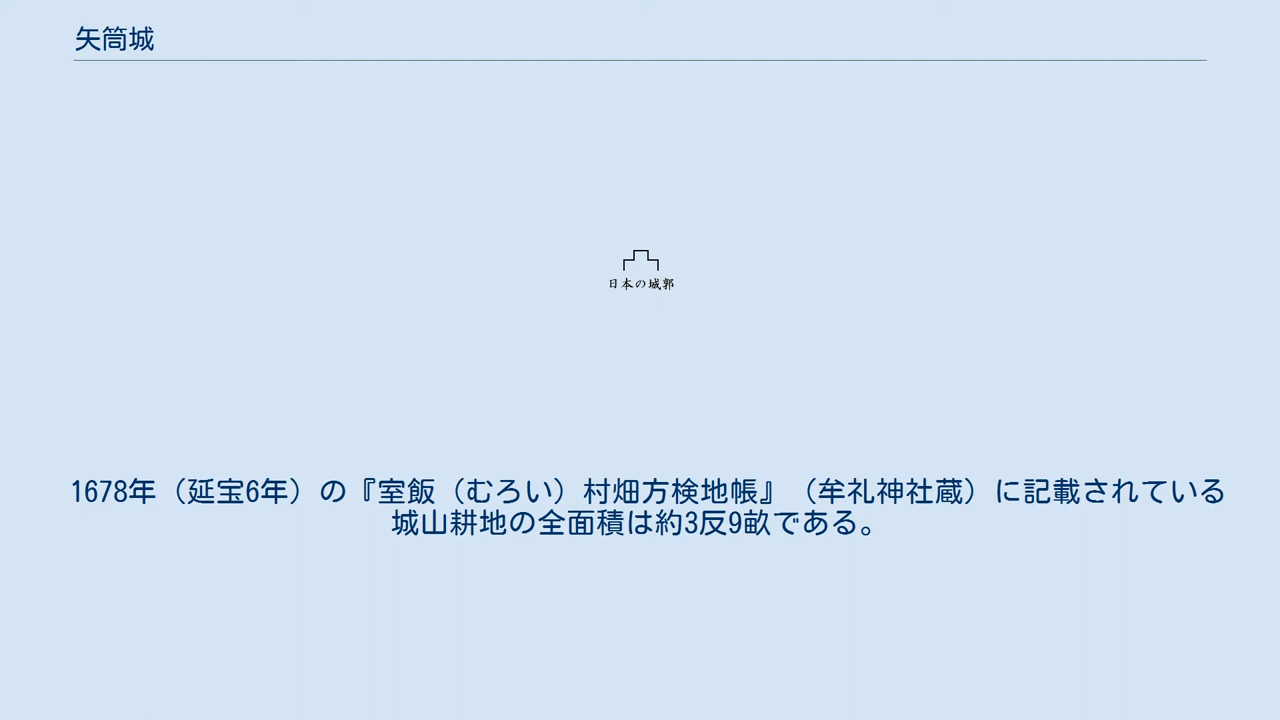 矢筒城
日本の城郭
1678年（延宝6年）の『室飯（むろい）村畑方検地帳』（牟礼神社蔵）に記載されている
城山耕地の全面積は約3反9畝である。